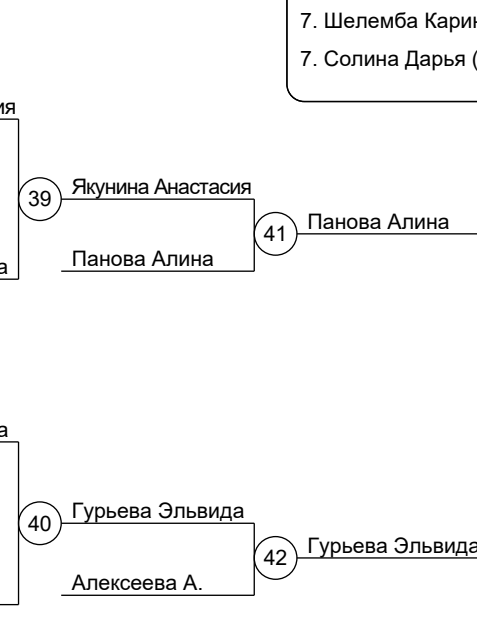 7. Шелемба
7. Солина Дарья (
39
Якунина Анастасия
Панова Алина
41
Панова Алина
40
Гурьева Эльвида
Алексеева А.
42
Гурьева Эльвида